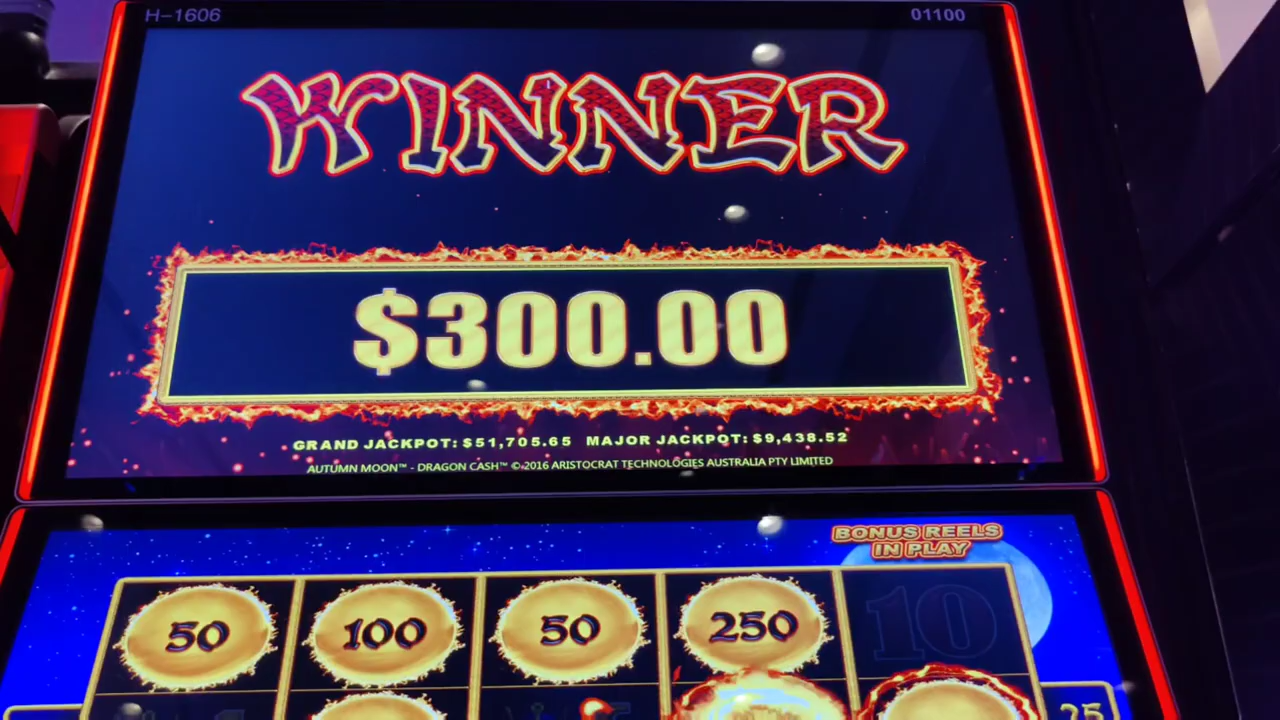 H-1606 01100
WINNER
$300.00
GRAND JACKPOT: $51,705.65 MAJOR JACKPOT: $9,438.52
AUTUMN MOON™ - DRAGON CASH™ © 2016 ARISTOCRAT TECHNOLOGIES AUSTRALIA PTY LIMITED
BONUS REELS
IN PLAY
50 100 50 250 10
25